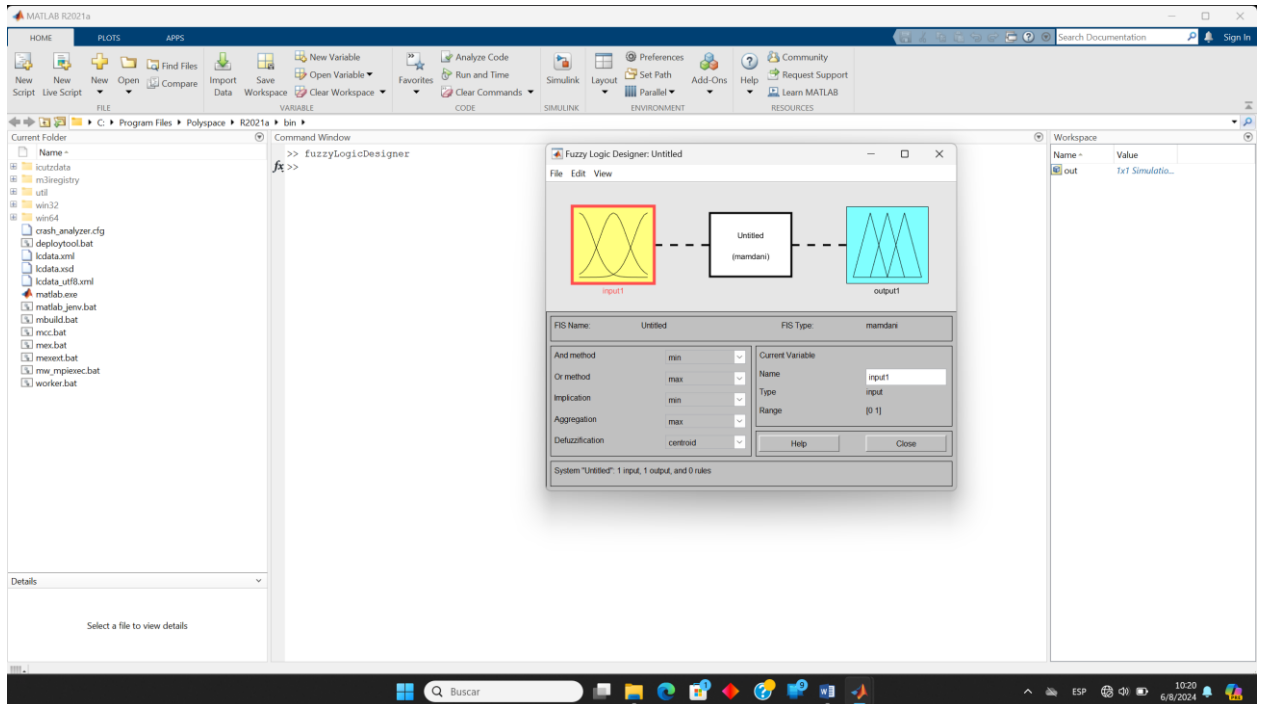 MATLAB R2021a
HOME PLOTS APPS Search Documentation Sign In
New Script New Live Script New Open Find Files Compare Import Data Save Workspace New Variable Open Variable Clear Workspace Favorites Analyze Code Run and Time Clear Commands Simulink Layout Preferences Set Path Parallel Add-Ons Help Community Request Support Learn MATLAB
FILE VARIABLE CODE SIMULINK ENVIRONMENT RESOURCES
C: Program Files Polyspace R2021a bin
Current Folder
Name
icutzdata
m3iregistry
util
win32
win64
crash_analyzer.cfg
deploytool.bat
lcdata.xml
lcdata.xsd
lcdata_utf8.xml
matlab.exe
matlab_jenv.bat
mbuild.bat
mcc.bat
mex.bat
mexext.bat
mw_mpiexec.bat
worker.bat
Details
Select a file to view details
Command Window
>> fuzzyLogicDesigner
fx >>
Fuzzy Logic Designer: Untitled
File Edit View
Untitled
(mamdani)
input1 output1
FIS Name: Untitled FIS Type: mamdani
And method min
Or method max
Implication min
Aggregation max
Defuzzification centroid
Current Variable
Name input1
Type input
Range [0 1]
Help Close
System "Untitled": 1 input, 1 output, and 0 rules
Workspace
Name Value
out 1x1 Simulatio...
Buscar
9
ESP
10:20
6/8/2024